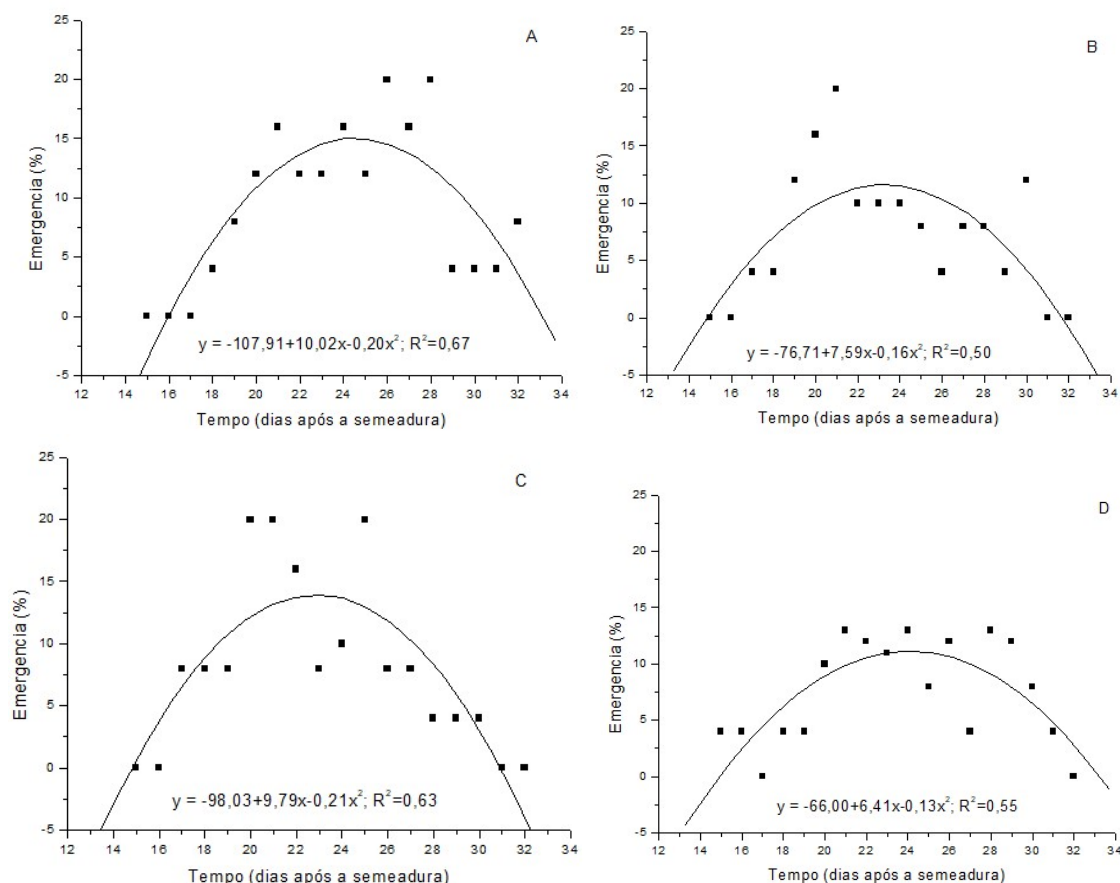 A
25
20
15
10
5
0
-5
Emergencia (%)
y = -107,91+10,02x-0,20x²; R²=0,67
12 14 16 18 20 22 24 26 28 30 32 34
Tempo (dias após a semeadura)
B
25
20
15
10
5
0
-5
Emergencia (%)
y = -76,71+7,59x-0,16x²; R²=0,50
12 14 16 18 20 22 24 26 28 30 32 34
Tempo (dias após a semeadura)
C
25
20
15
10
5
0
-5
Emergencia (%)
y = -98,03+9,79x-0,21x²; R²=0,63
12 14 16 18 20 22 24 26 28 30 32 34
Tempo (dias após a semeadura)
D
25
20
15
10
5
0
-5
Emergencia (%)
y = -66,00+6,41x-0,13x²; R²=0,55
12 14 16 18 20 22 24 26 28 30 32 34
Tempo (dias após a semeadura)